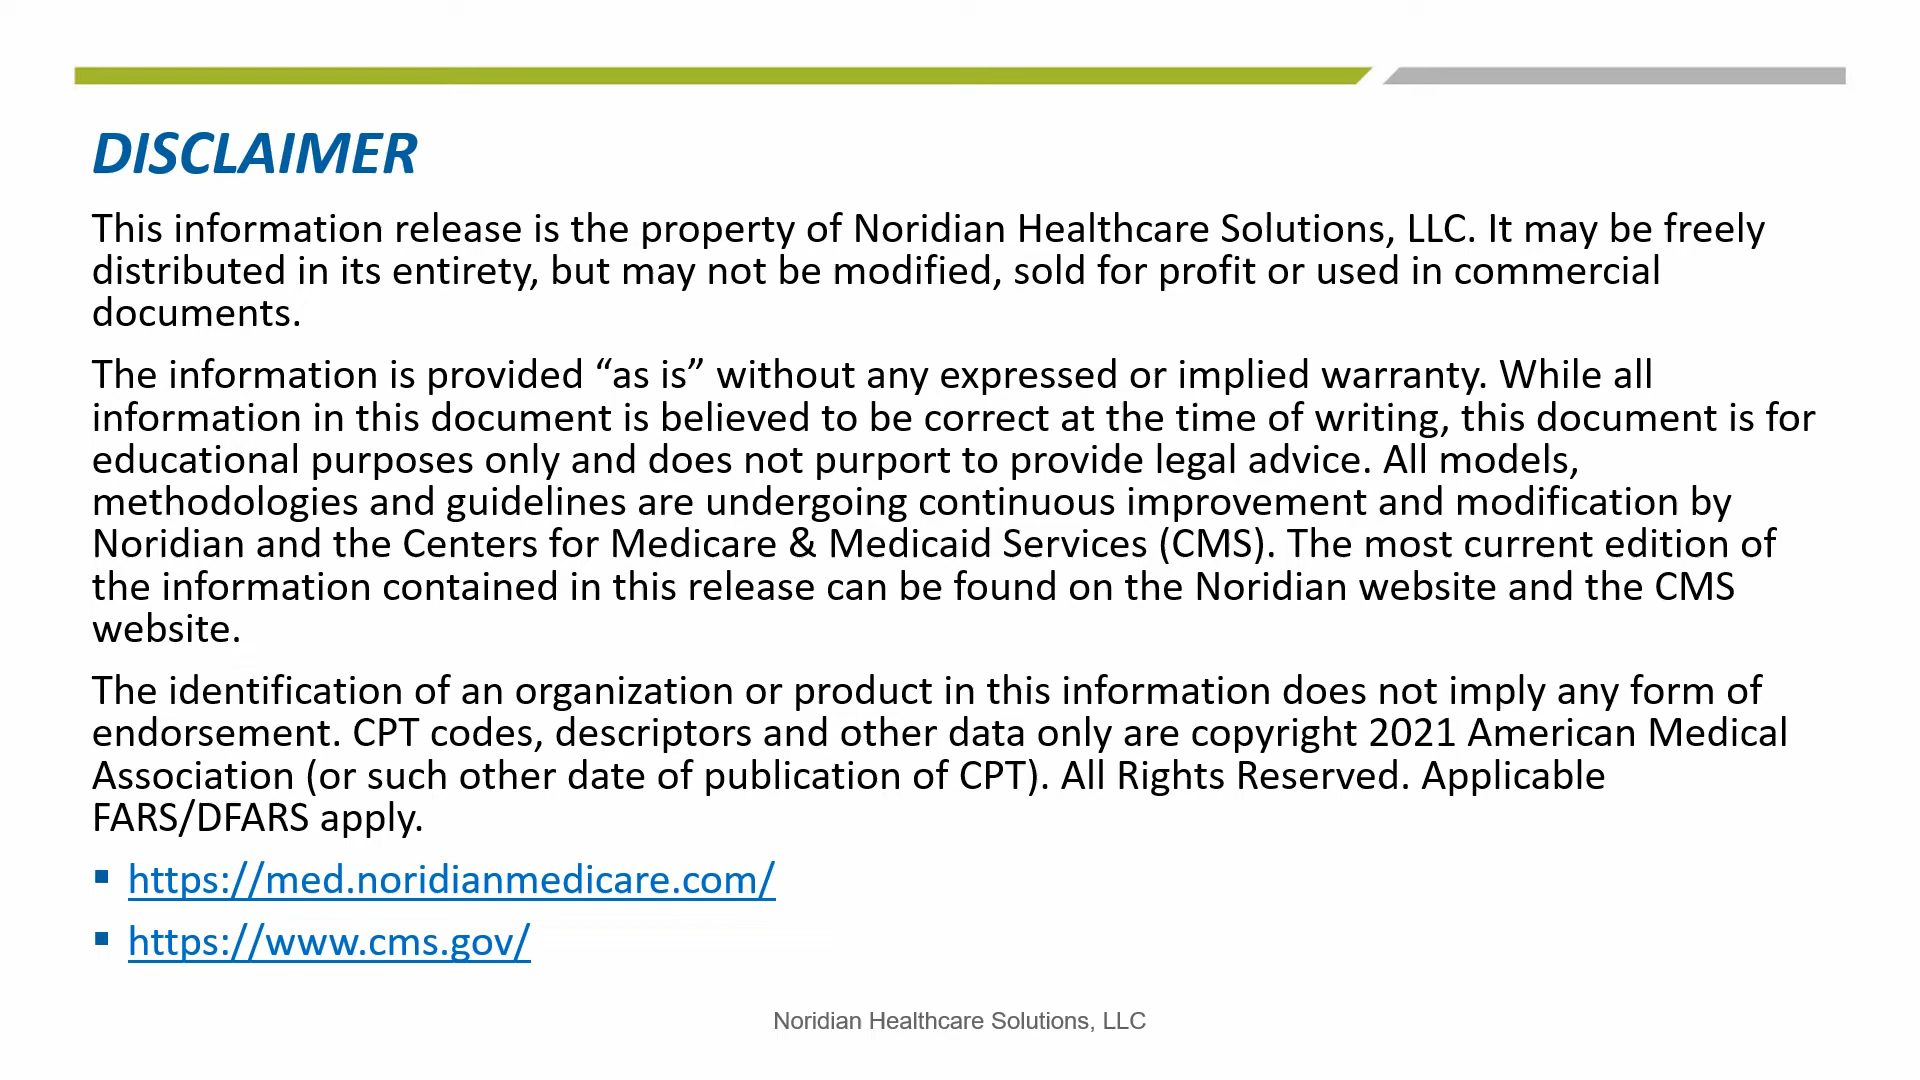 DISCLAIMER
This information release is the property of Noridian Healthcare Solutions, LLC. It may be freely
distributed in its entirety, but may not be modified, sold for profit or used in commercial
documents.
The information is provided “as is” without any expressed or implied warranty. While all
information in this document is believed to be correct at the time of writing, this document is for
educational purposes only and does not purport to provide legal advice. All models,
methodologies and guidelines are undergoing continuous improvement and modification by
Noridian and the Centers for Medicare & Medicaid Services (CMS). The most current edition of
the information contained in this release can be found on the Noridian website and the CMS
website.
The identification of an organization or product in this information does not imply any form of
endorsement. CPT codes, descriptors and other data only are copyright 2021 American Medical
Association (or such other date of publication of CPT). All Rights Reserved. Applicable
FARS/DFARS apply.
▪ https://med.noridianmedicare.com/
▪ https://www.cms.gov/
Noridian Healthcare Solutions, LLC